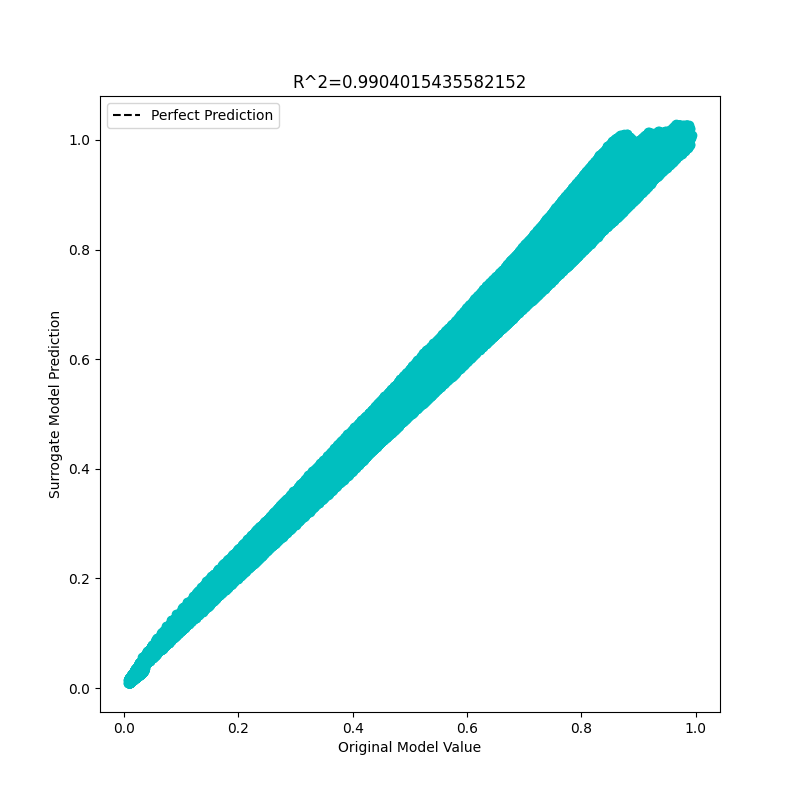 R^2=0.9904015435582152
Perfect Prediction
1.0
0.8
0.6
0.4
0.2
0.0
Surrogate Model Prediction
0.0 0.2 0.4 0.6 0.8 1.0
Original Model Value